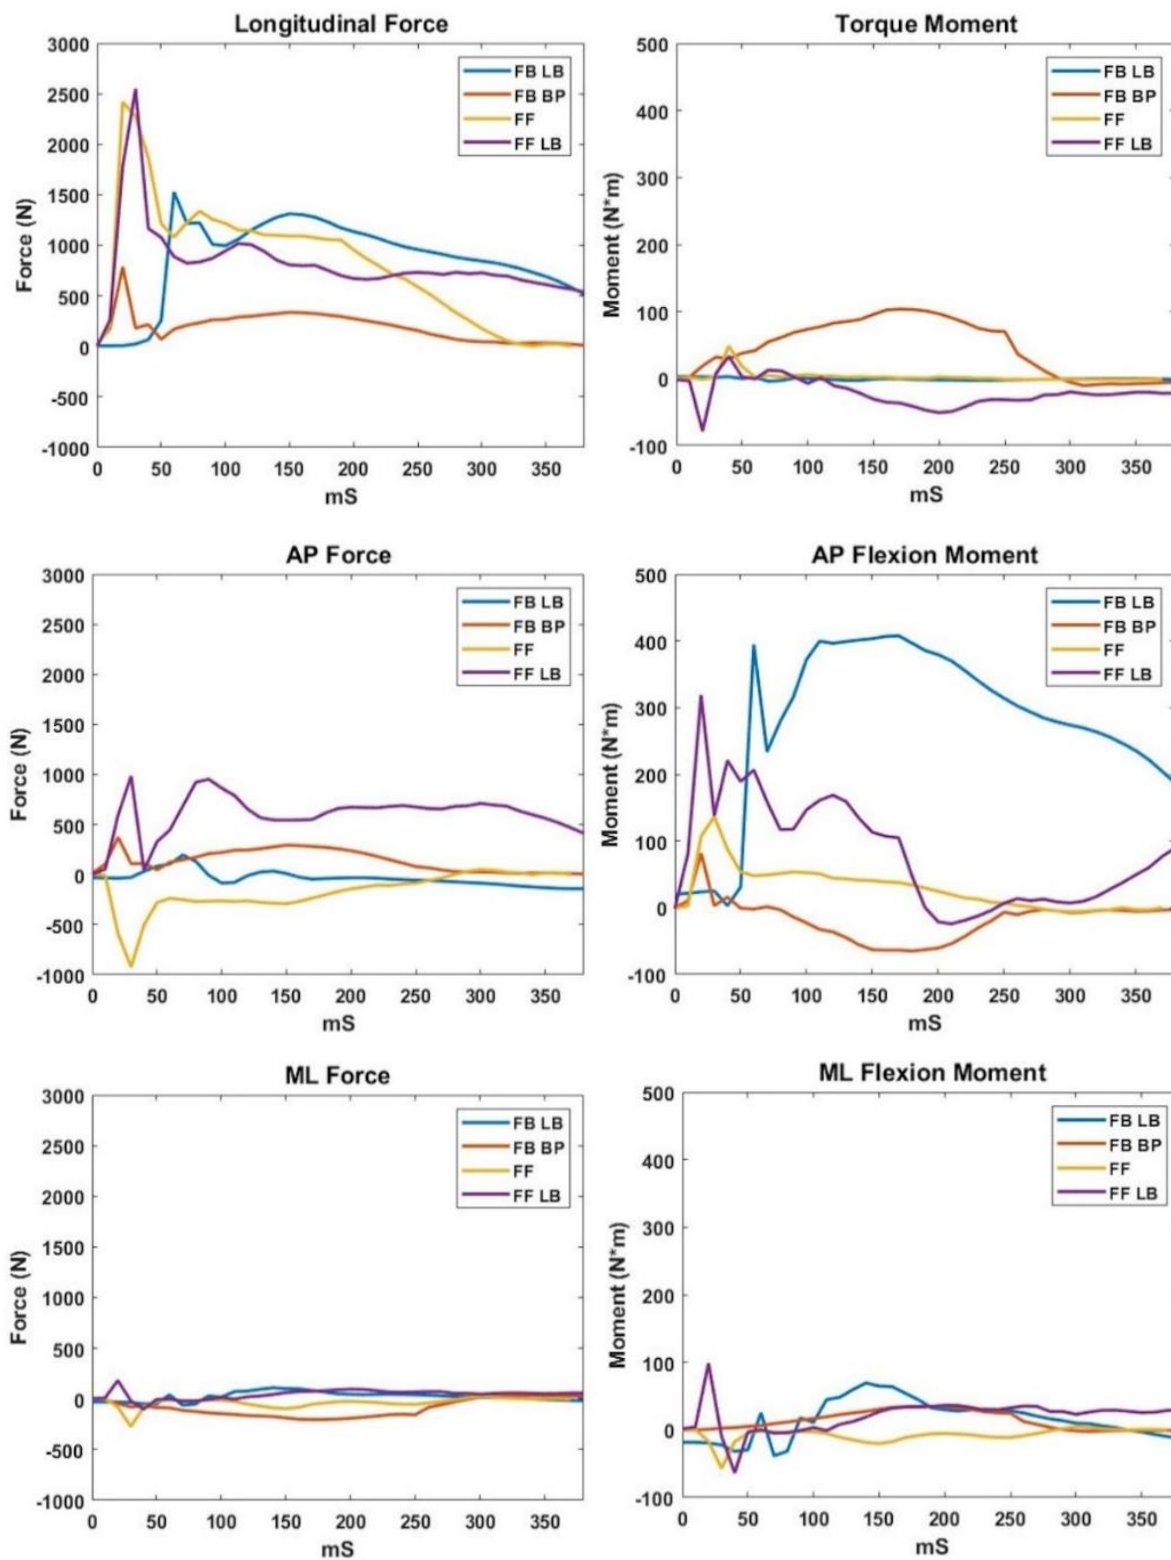 Longitudinal Force
3000
2500
2000
1500
1000
500
0
-500
-1000
Force (N)
0 50 100 150 200 250 300 350
mS
FB LB
FB BP
FF
FF LB
Torque Moment
500
400
300
200
100
0
-100
Moment (N*m)
0 50 100 150 200 250 300 350
mS
FB LB
FB BP
FF
FF LB
AP Force
3000
2500
2000
1500
1000
500
0
-500
-1000
Force (N)
0 50 100 150 200 250 300 350
mS
FB LB
FB BP
FF
FF LB
AP Flexion Moment
500
400
300
200
100
0
-100
Moment (N*m)
0 50 100 150 200 250 300 350
mS
FB LB
FB BP
FF
FF LB
ML Force
3000
2500
2000
1500
1000
500
0
-500
-1000
Force (N)
0 50 100 150 200 250 300 350
mS
FB LB
FB BP
FF
FF LB
ML Flexion Moment
500
400
300
200
100
0
-100
Moment (N*m)
0 50 100 150 200 250 300 350
mS
FB LB
FB BP
FF
FF LB